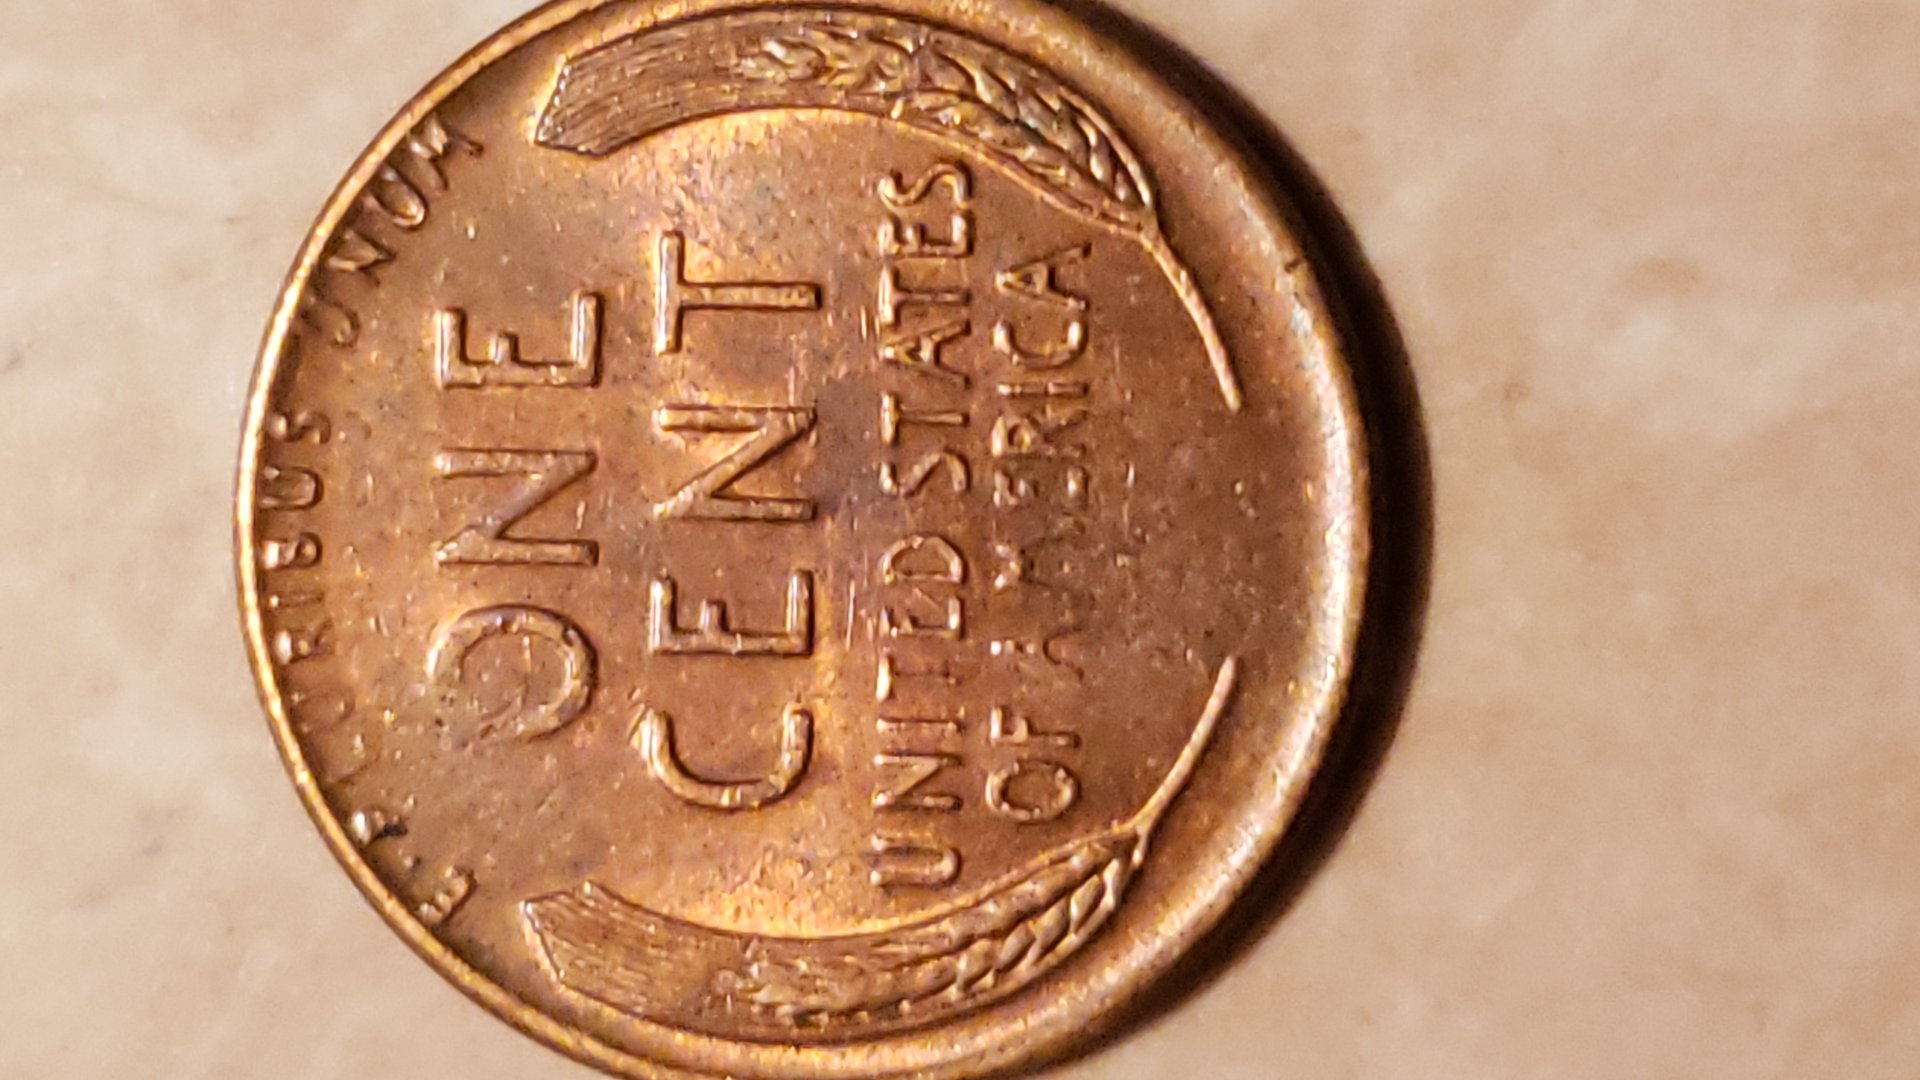 E PLURIBUS UNUM
ONE
CENT
UNITED STATES
OF AMERICA